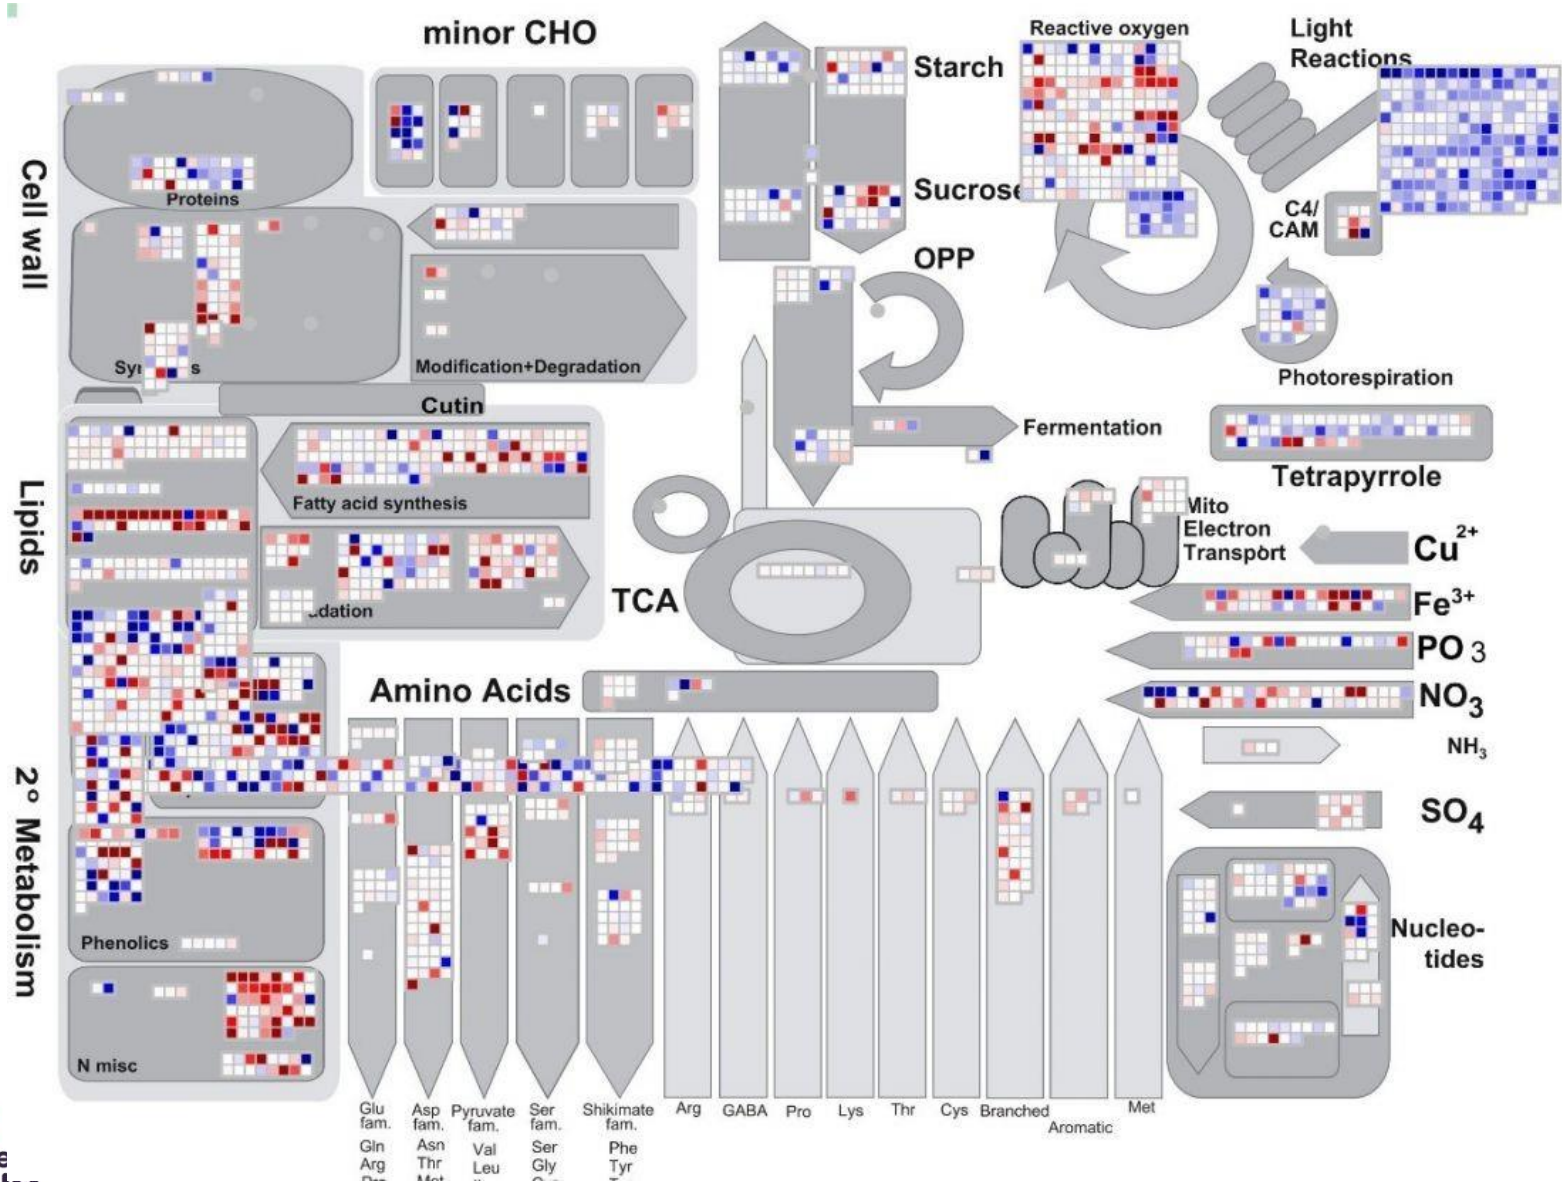 minor CHO
Starch
Reactive oxygen
Light
Reactions
Cell wall
Proteins
Sucrose
C4/
CAM
OPP
Modification+Degradation
Photorespiration
Cutin
Fermentation
Lipids
Fatty acid synthesis
Tetrapyrrole
Mito
Electron
Transport
Cu2+
TCA
Fe3+
PO 3
Amino Acids
NO3
NH3
SO4
2° Metabolism
Phenolics
Nucleo-
tides
N misc
Glu
fam.
Asp
fam.
Pyruvate
fam.
Ser
fam.
Shikimate
fam.
Arg
GABA
Pro
Lys
Thr
Cys
Branched
Aromatic
Met
Gln
Arg
Asn
Thr
Val
Leu
Ser
Gly
Phe
Tyr